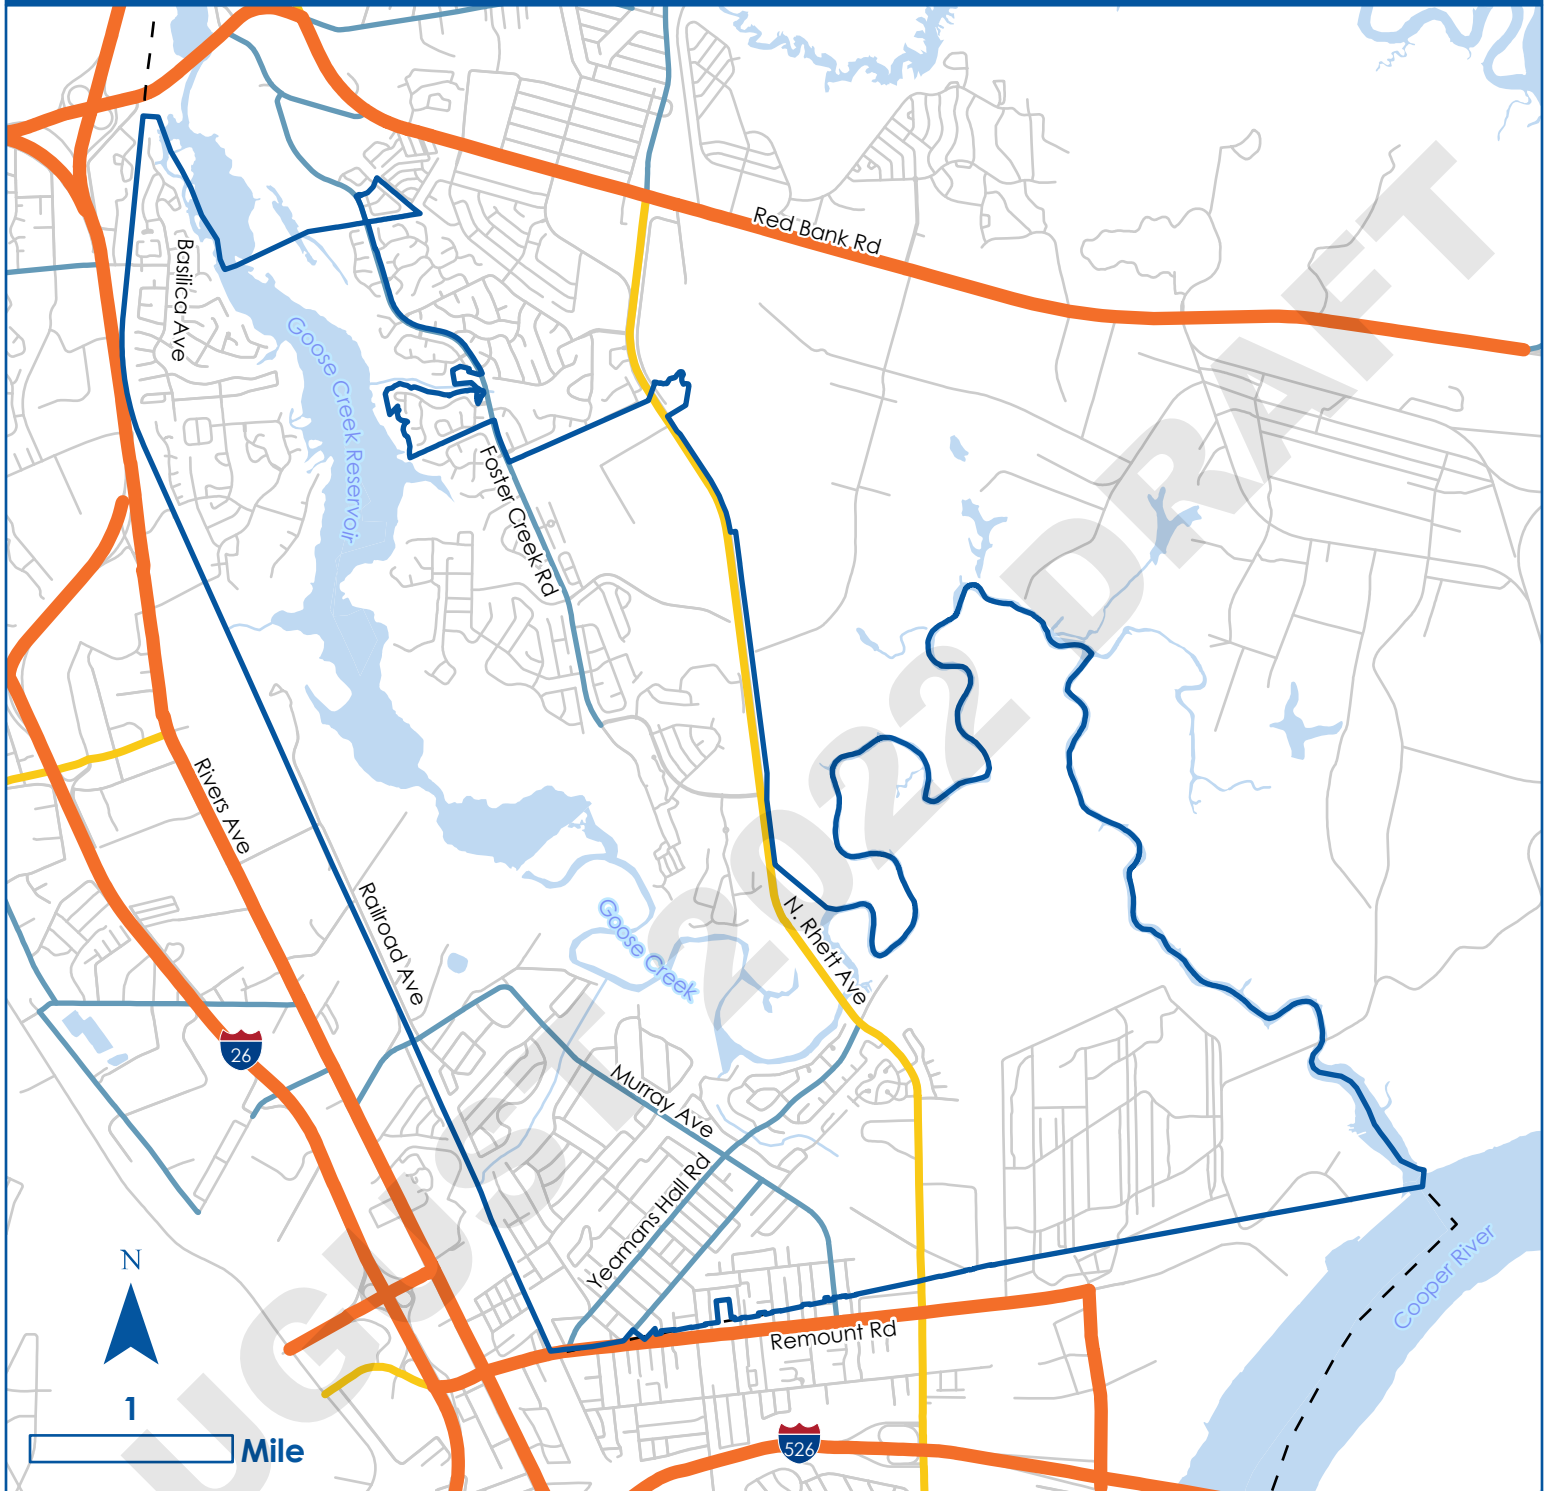 Red Bank Rd
Basilica Ave
Goose Creek Reservoir
Foster Creek Rd
Rivers Ave
Railroad Ave
Goose Creek
N. Rhett Ave
26
Murray Ave
Yeamans Hall Rd
Cooper River
Remount Rd
N
1
Mile
526
UGUST 2022 DRAFT